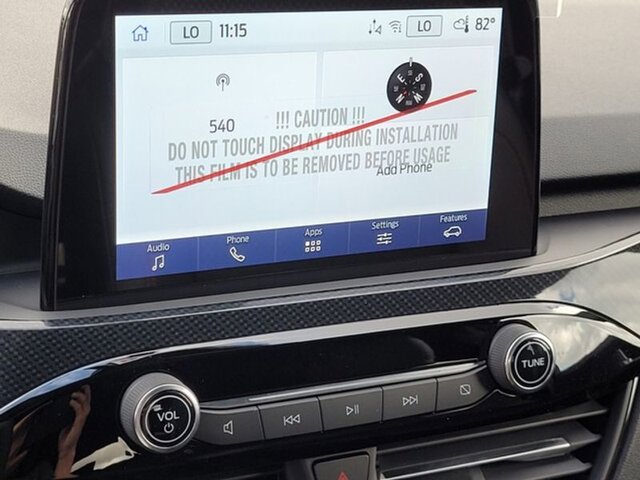 LO 11:15 LO 82°
E S
N W
540
!!! CAUTION !!!
DO NOT TOUCH DISPLAY DURING INSTALLATION
THIS FILM IS TO BE REMOVED BEFORE USAGE
Add Phone
Audio Phone Apps Settings Features
VOL
TUNE